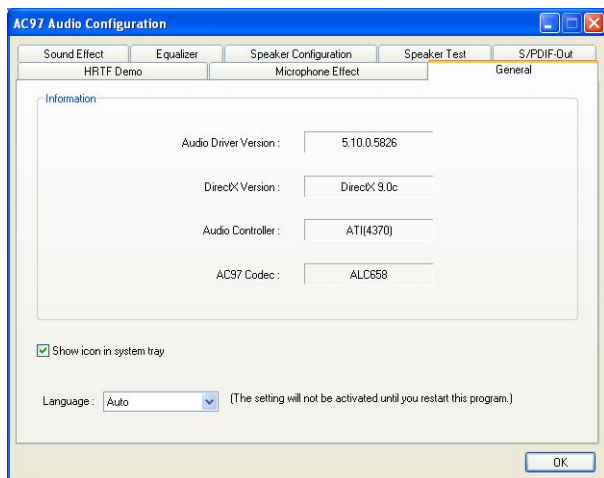 AC97 Audio Configuration
Sound Effect
Equalizer
Speaker Configuration
Speaker Test
S/PDIF-Out
HRTF Demo
Microphone Effect
General
Information
Audio Driver Version : 5.10.0.5826
DirectX Version : DirectX 9.0c
Audio Controller : ATI(4370)
AC97 Codec : ALC658
Show icon in system tray
Language : Auto (The setting will not be activated until you restart this program.)
OK